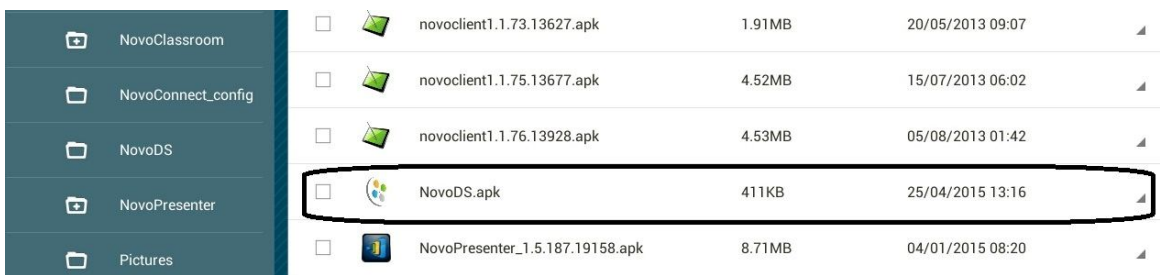 NovoClassroom
NovoConnect_config
NovoDS
NovoPresenter
Pictures
novoclient1.1.73.13627.apk 1.91MB 20/05/2013 09:07
novoclient1.1.75.13677.apk 4.52MB 15/07/2013 06:02
novoclient1.1.76.13928.apk 4.53MB 05/08/2013 01:42
NovoDS.apk 411KB 25/04/2015 13:16
NovoPresenter_1.5.187.19158.apk 8.71MB 04/01/2015 08:20